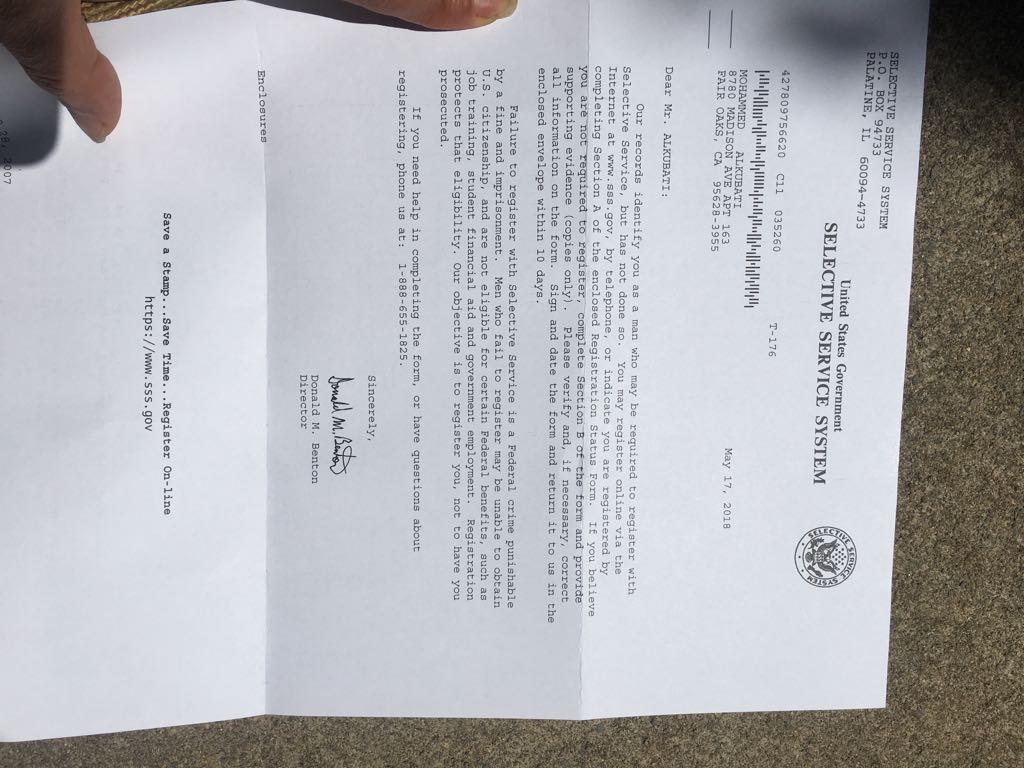 SELECTIVE SERVICE SYSTEM
P.O. BOX 94733
PALATINE, IL 60094-4733
United States Government
SELECTIVE SERVICE SYSTEM
SELECTIVE SERVICE SYSTEM
427809756620 C11 035260
T-176
May 17, 2018
MOHAMMED ALKUBATI
8780 MADISON AVE APT 163
FAIR OAKS, CA 95628-3955
Dear Mr. ALKUBATI:
Our records identify you as a man who may be required to register with
Selective Service, but has not done so. You may register online via the
Internet at www.sss.gov, by telephone, or indicate you are registered by
completing Section A of the enclosed Registration Status Form. If you believe
you are not required to register, complete Section B of the form and provide
supporting evidence (copies only). Please verify and, if necessary, correct
all information on the form. Sign and date the form and return it to us in the
enclosed envelope within 10 days.
Failure to register with Selective Service is a Federal crime punishable
by a fine and imprisonment. Men who fail to register may be unable to obtain
U.S. citizenship, and are not eligible for certain Federal benefits, such as
job training, student financial aid and government employment. Registration
protects that eligibility. Our objective is to register you, not to have you
prosecuted.
If you need help in completing the form, or have questions about
registering, phone us at: 1-888-655-1825.
Sincerely,
Donald M. Benton
Donald M. Benton
Director
Enclosures
Save a Stamp...Save Time...Register On-line
https://www.sss.gov
28, 2007